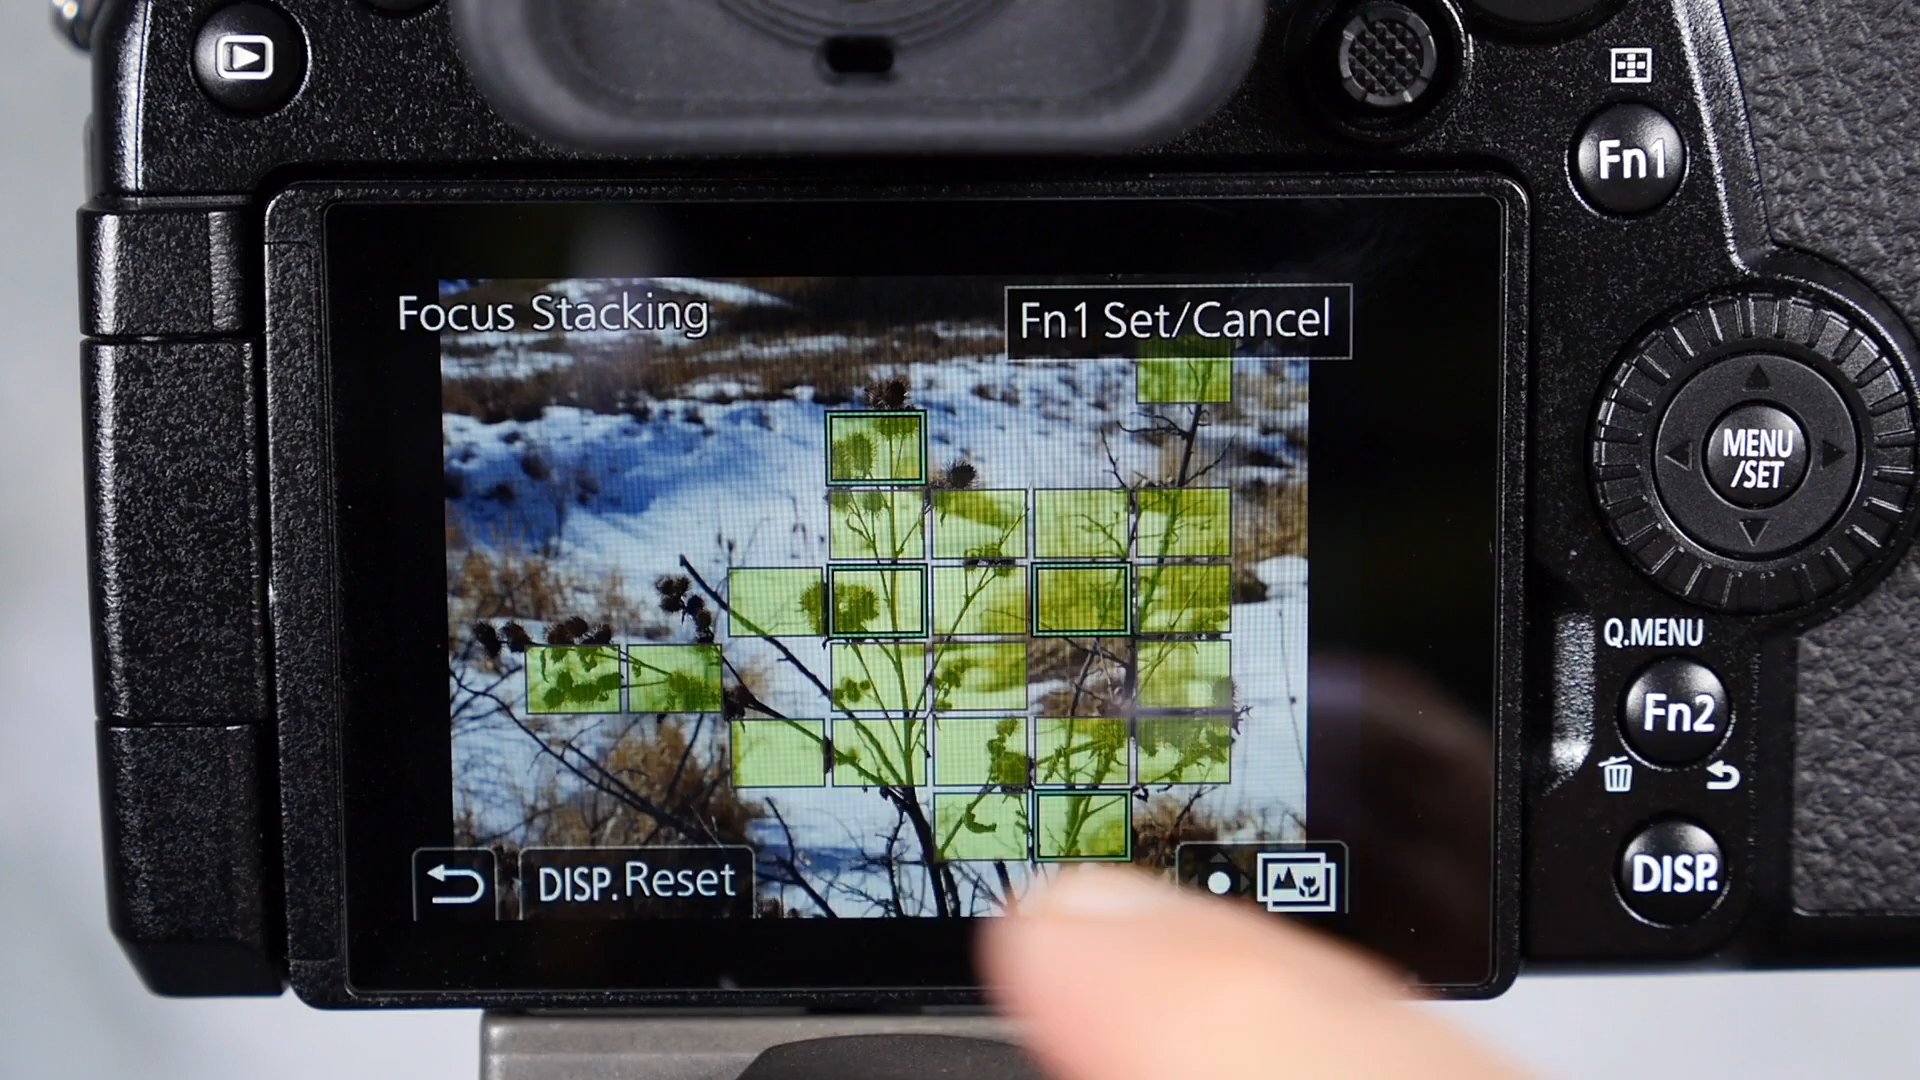 Focus Stacking
Fn1 Set/Cancel
DISP. Reset
Fn1
MENU
/SET
Q.MENU
Fn2
DISP.